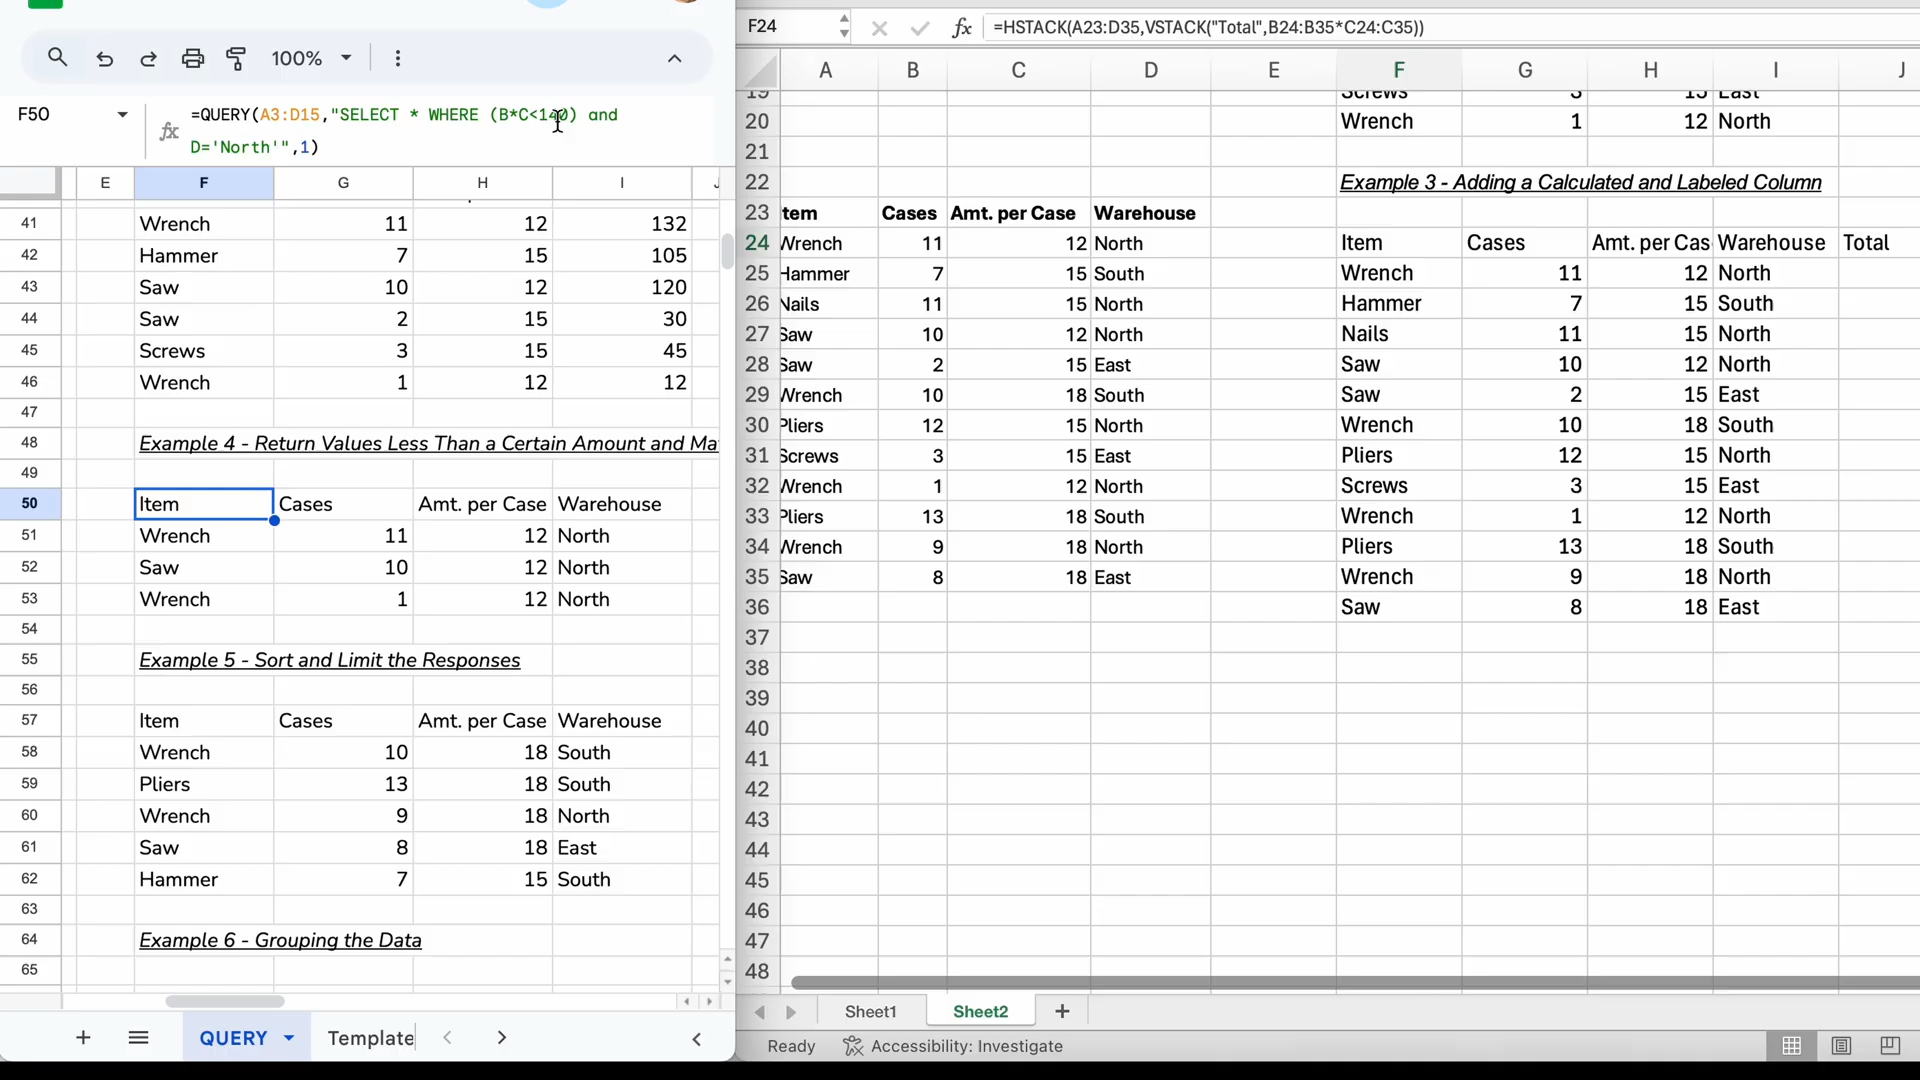 100%
F50
=QUERY(A3:D15,"SELECT * WHERE (B*C<140) and
D='North'",1)
E F G H I
41 Wrench 11 12 132
42 Hammer 7 15 105
43 Saw 10 12 120
44 Saw 2 15 30
45 Screws 3 15 45
46 Wrench 1 12 12
47
48 Example 4 - Return Values Less Than a Certain Amount and Ma
49
50 Item Cases Amt. per Case Warehouse
51 Wrench 11 12 North
52 Saw 10 12 North
53 Wrench 1 12 North
54
55 Example 5 - Sort and Limit the Responses
56
57 Item Cases Amt. per Case Warehouse
58 Wrench 10 18 South
59 Pliers 13 18 South
60 Wrench 9 18 North
61 Saw 8 18 East
62 Hammer 7 15 South
63
64 Example 6 - Grouping the Data
65
QUERY Template
F24 fx =HSTACK(A23:D35,VSTACK("Total",B24:B35*C24:C35))
A B C D E F G H I J
19 Screws 3 15 East
20 Wrench 1 12 North
21
22 Example 3 - Adding a Calculated and Labeled Column
23 tem Cases Amt. per Case Warehouse
24 Wrench 11 12 North Item Cases Amt. per Cas Warehouse Total
25 Hammer 7 15 South Wrench 11 12 North
26 Nails 11 15 North Hammer 7 15 South
27 Saw 10 12 North Nails 11 15 North
28 Saw 2 15 East Saw 10 12 North
29 Wrench 10 18 South Saw 2 15 East
30 Pliers 12 15 North Wrench 10 18 South
31 Screws 3 15 East Pliers 12 15 North
32 Wrench 1 12 North Screws 3 15 East
33 Pliers 13 18 South Wrench 1 12 North
34 Wrench 9 18 North Pliers 13 18 South
35 Saw 8 18 East Wrench 9 18 North
36 Saw 8 18 East
37
38
39
40
41
42
43
44
45
46
47
48
Sheet1 Sheet2
Ready Accessibility: Investigate